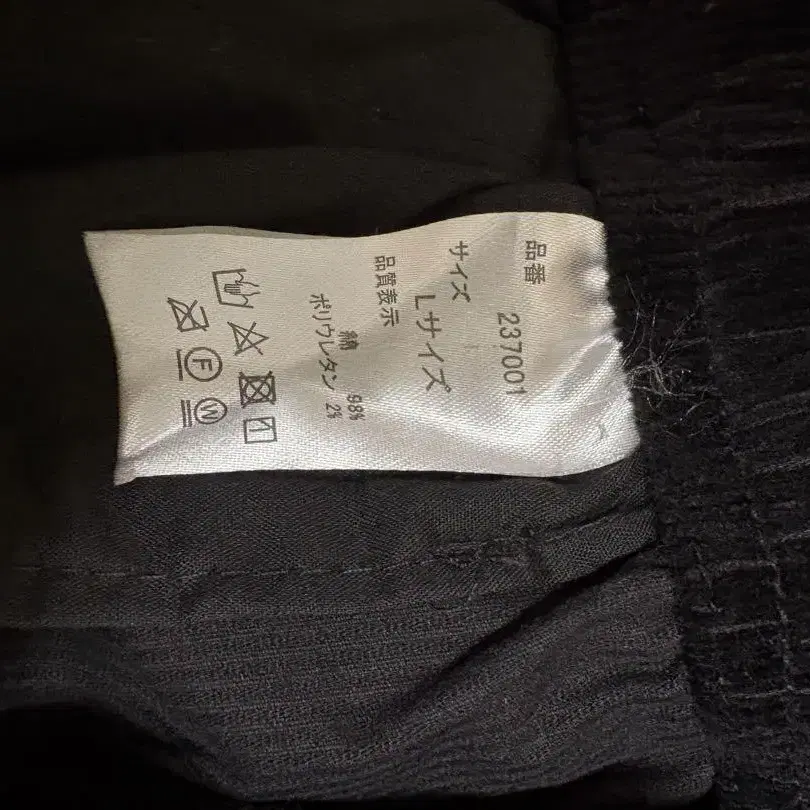 品番
237001
サイズ
Lサイズ
品質表示
綿 98%
ポリウレタン 2%
F
W